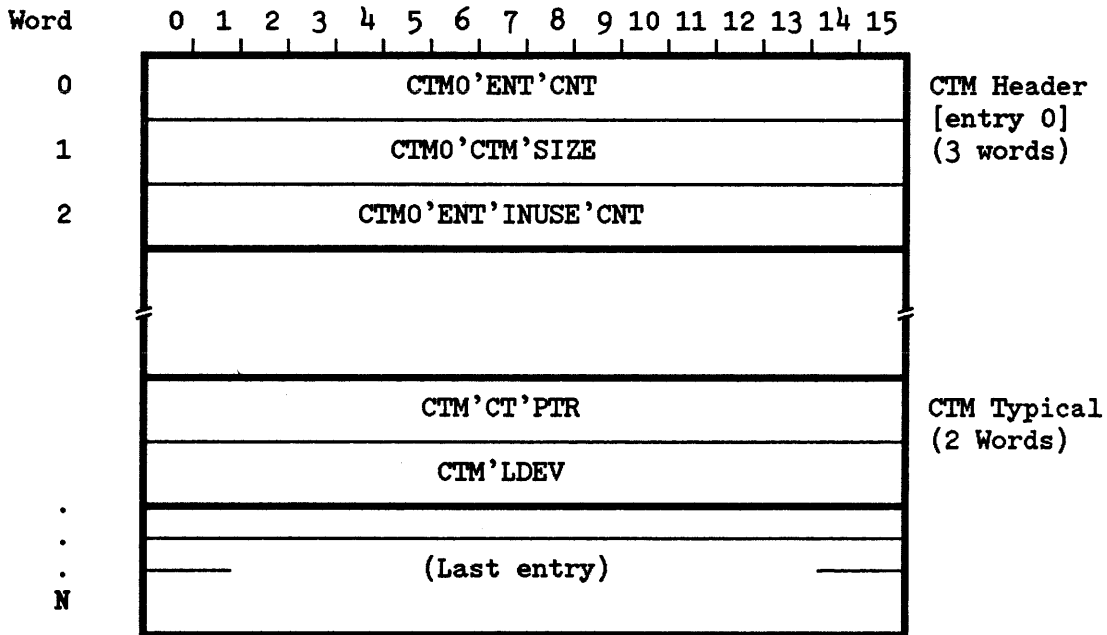 Word 0 1 2 3 4 5 6 7 8 9 10 11 12 13 14 15
0 CTM0'ENT'CNT CTM Header
[entry 0]
1 CTM0'CTM'SIZE (3 words)
2 CTM0'ENT'INUSE'CNT
CTM'CT'PTR CTM Typical
(2 Words)
CTM'LDEV
.
.
. (Last entry)
N